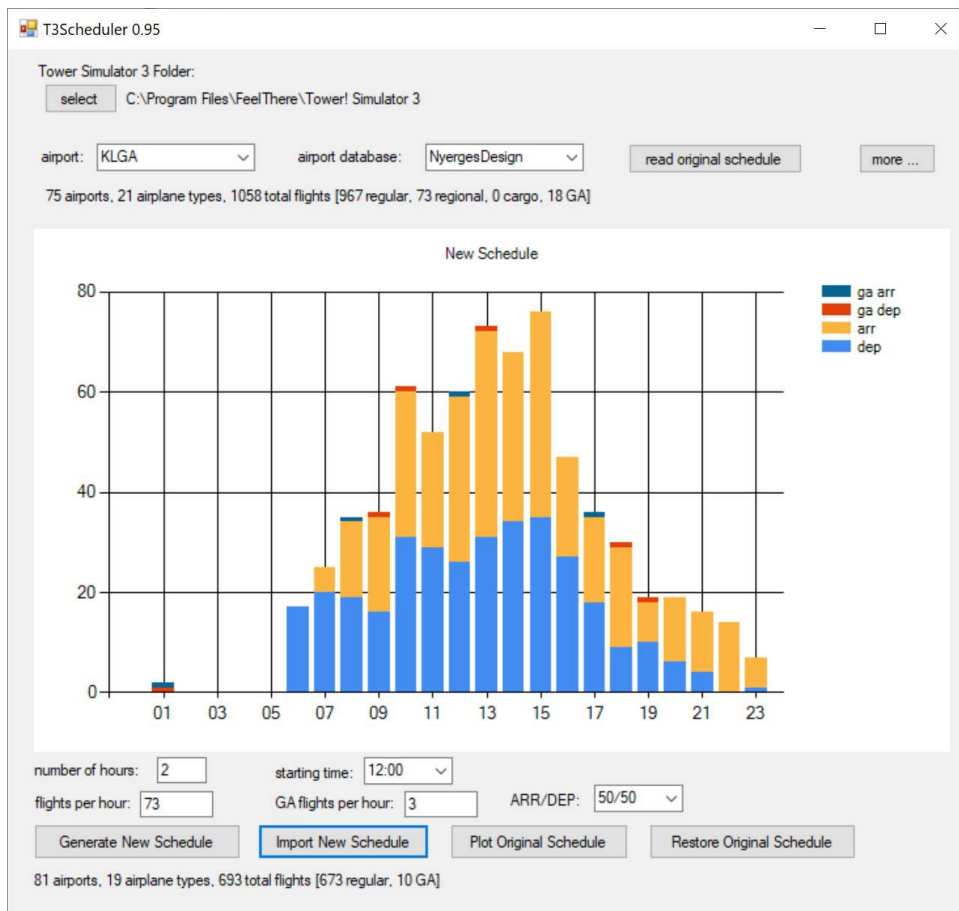 T3Scheduler 0.95
Tower Simulator 3 Folder:
select C:\Program Files\FeelThere\Tower! Simulator 3
airport: KLGA airport database: NyergesDesign read original schedule more ...
75 airports, 21 airplane types, 1058 total flights [967 regular, 73 regional, 0 cargo, 18 GA]
New Schedule
80
60
40
20
0
01 03 05 07 09 11 13 15 17 19 21 23
ga arr
ga dep
arr
dep
number of hours: 2 starting time: 12:00
flights per hour: 73 GA flights per hour: 3 ARR/DEP: 50/50
Generate New Schedule Import New Schedule Plot Original Schedule Restore Original Schedule
81 airports, 19 airplane types, 693 total flights [673 regular, 10 GA]